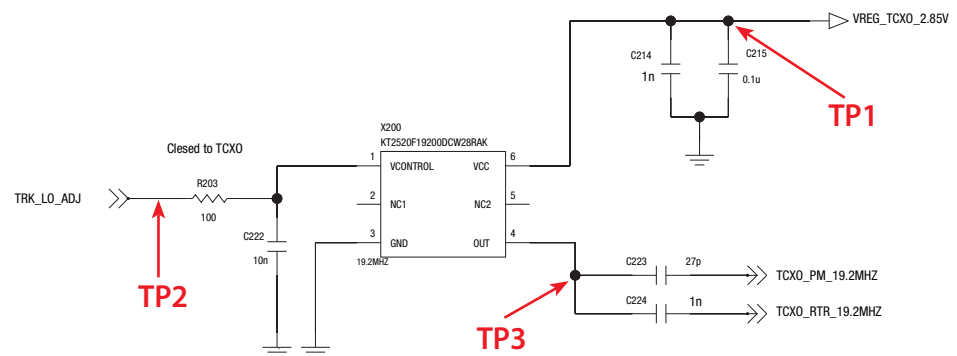 VREG_TCXO_2.85V
C214
C215
1n
0.1u
TP1
X200
KT2520F19200DCW28RAK
Clesed to TCXO
1
VCONTROL
VCC
6
R203
TRK_LO_ADJ
100
2
NC1
NC2
5
C222
10n
3
GND
OUT
4
19.2MHZ
TP2
C223
27p
TCXO_PM_19.2MHZ
C224
1n
TCXO_RTR_19.2MHZ
TP3